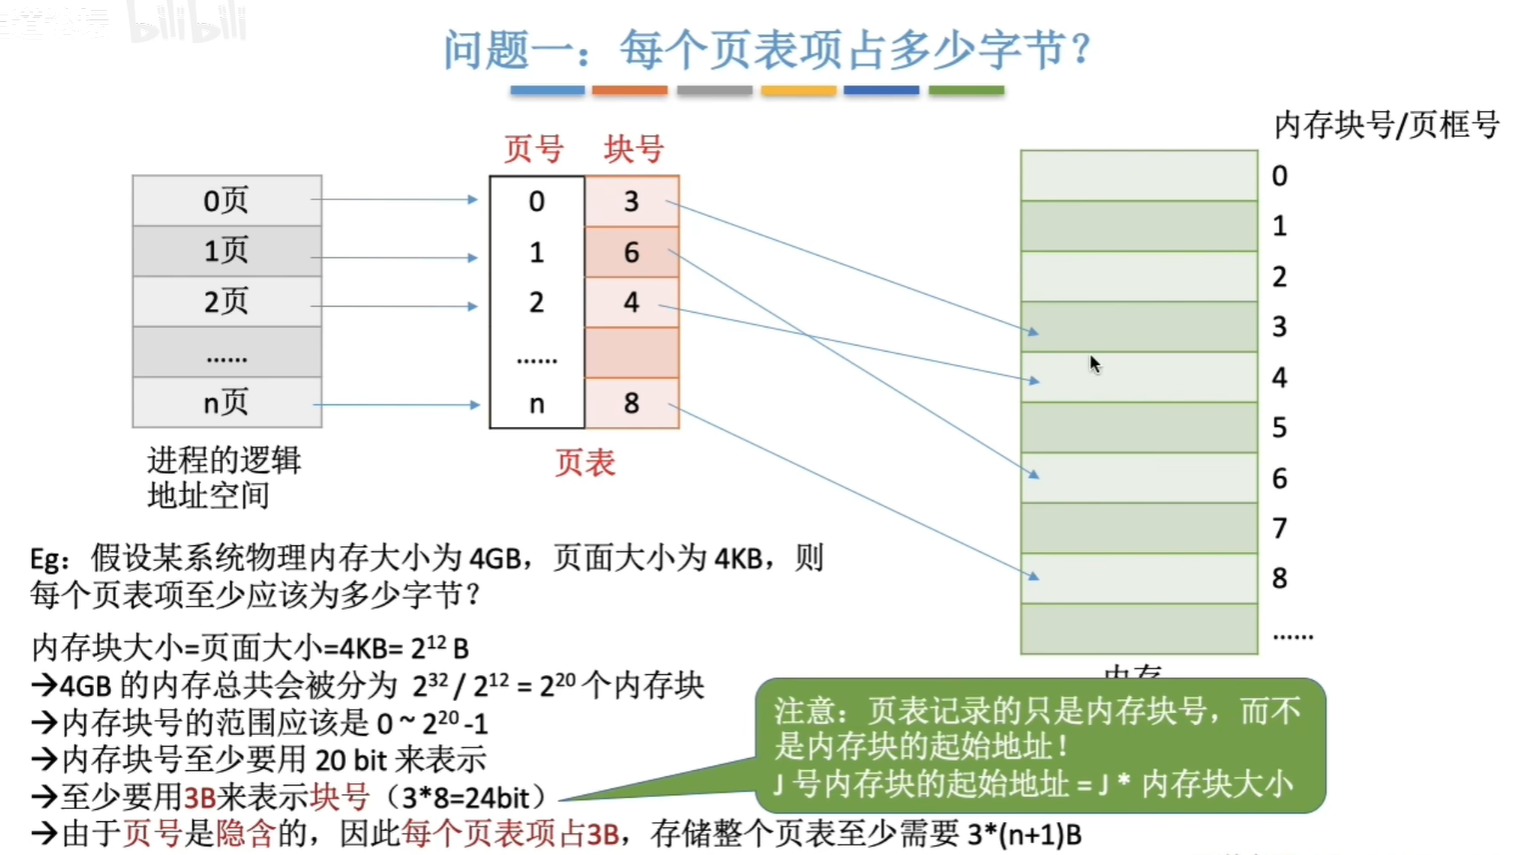 bilibili
问题一：每个页表项占多少字节？
内存块号/页框号
页号 块号
0页 0 3
1页 1 6
2页 2 4
...... ......
n页 n 8
进程的逻辑
地址空间
页表
0
1
2
3
4
5
6
7
8
......
内存
Eg：假设某系统物理内存大小为 4GB，页面大小为 4KB，则
每个页表项至少应该为多少字节？
内存块大小=页面大小=4KB= 2¹² B
→4GB 的内存总共会被分为 2³² / 2¹² = 2²⁰ 个内存块
→内存块号的范围应该是 0 ~ 2²⁰ -1
→内存块号至少要用 20 bit 来表示
→至少要用3B来表示块号（3*8=24bit）
→由于页号是隐含的，因此每个页表项占3B，存储整个页表至少需要 3*(n+1)B
注意：页表记录的只是内存块号，而不
是内存块的起始地址！
J 号内存块的起始地址 = J * 内存块大小